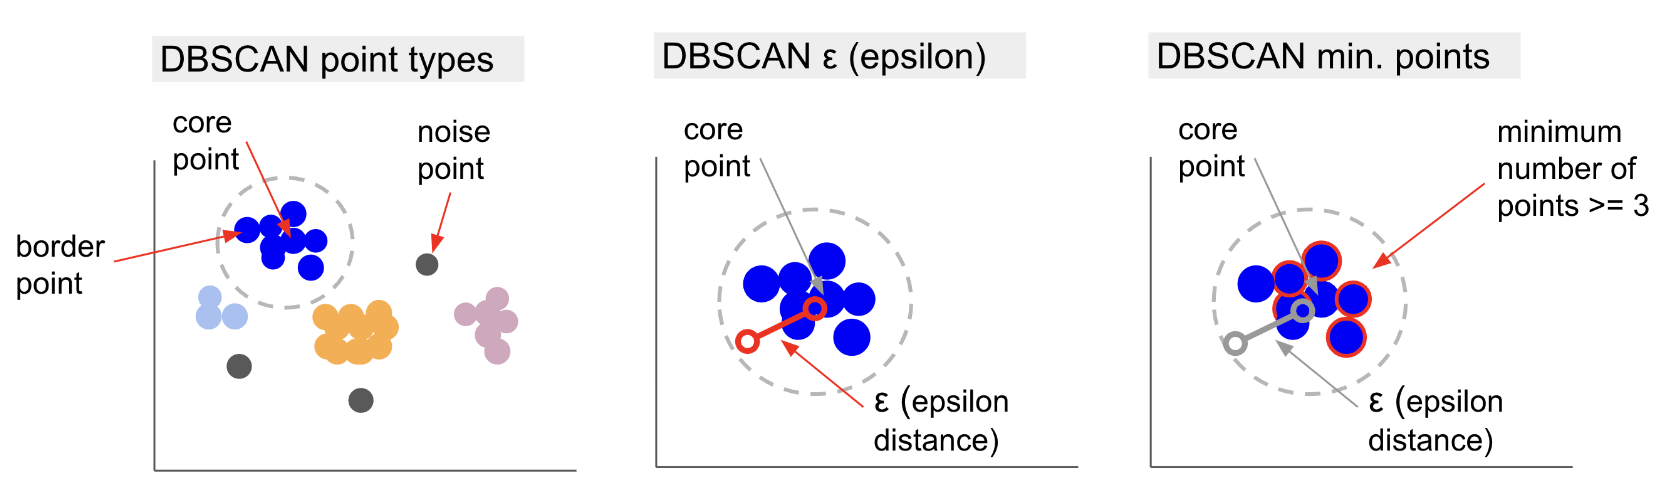 DBSCAN point types
core
point
noise
point
border
point
DBSCAN ε (epsilon)
core
point
ε (epsilon
distance)
DBSCAN min. points
core
point
minimum
number of
points >= 3
ε (epsilon
distance)